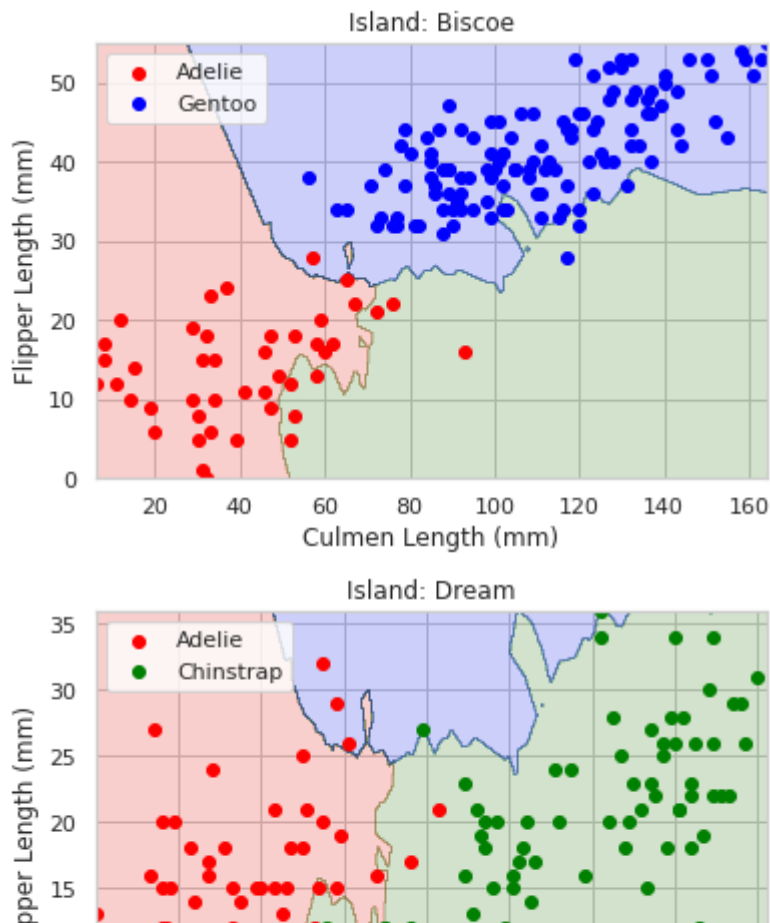 Island: Biscoe
Adelie
Gentoo
50
40
30
20
10
0
Flipper Length (mm)
20 40 60 80 100 120 140 160
Culmen Length (mm)
Island: Dream
Adelie
Chinstrap
35
30
25
20
15
Length (mm)